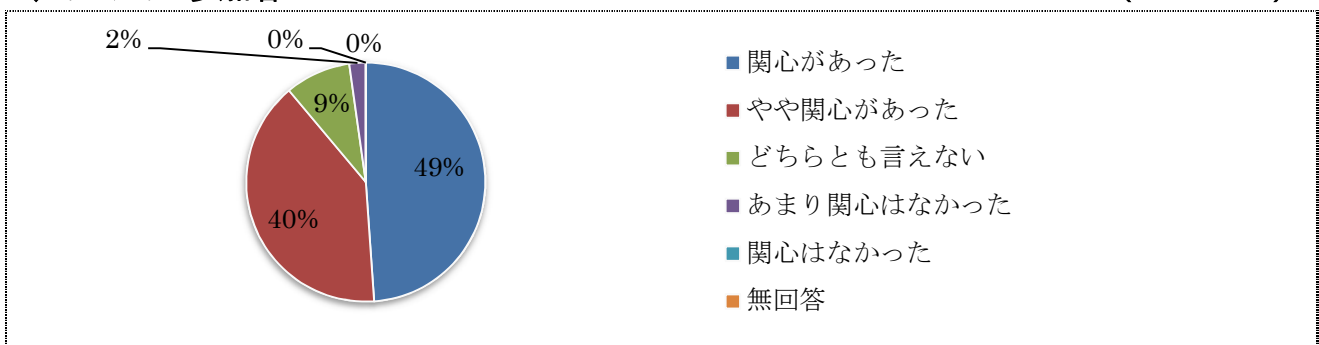 2%
0%
0%
9%
49%
40%
関心があった
やや関心があった
どちらとも言えない
あまり関心はなかった
関心はなかった
無回答